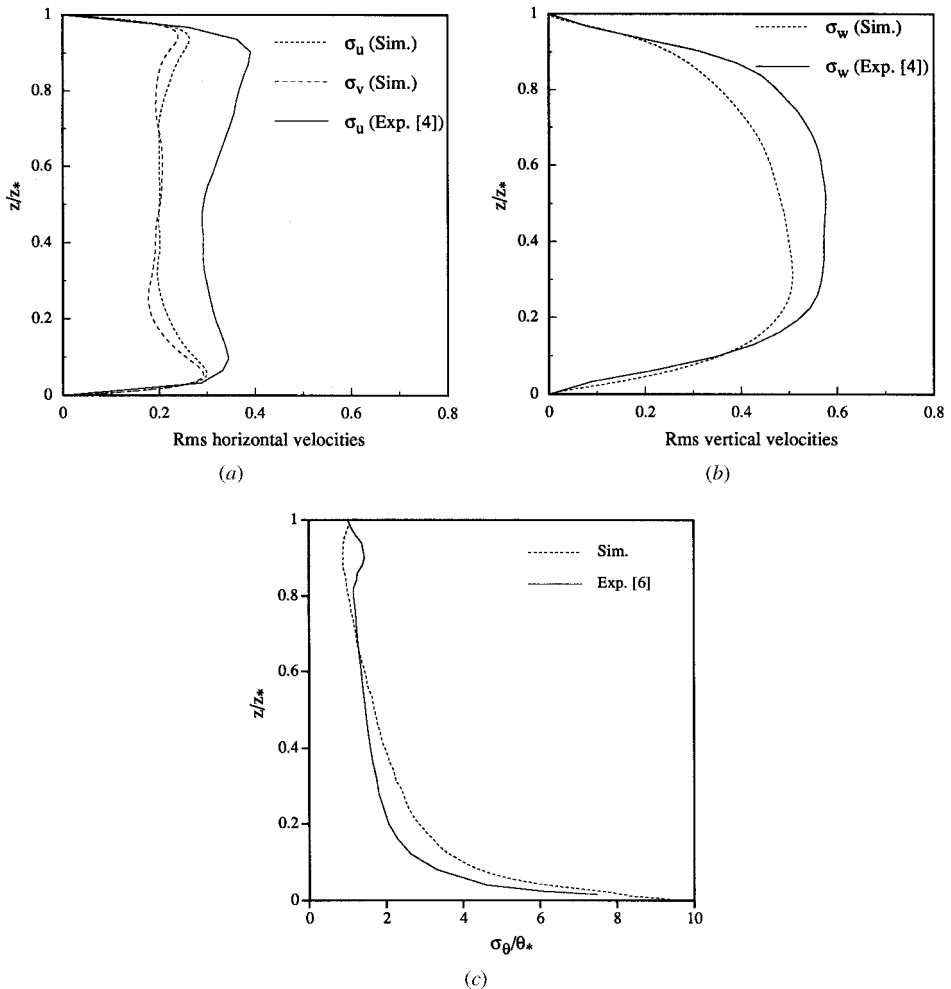 1
0.8
0.6
0.4
0.2
0
z/z*
σu (Sim.)
σv (Sim.)
σu (Exp. [4])
0
0.2
0.4
0.6
0.8
Rms horizontal velocities
(a)
1
0.8
0.6
0.4
0.2
0
z/z*
σw (Sim.)
σw (Exp. [4])
0
0.2
0.4
0.6
0.8
Rms vertical velocities
(b)
1
0.8
0.6
0.4
0.2
0
z/z*
Sim.
Exp. [6]
0
2
4
6
8
10
σθ/θ*
(c)